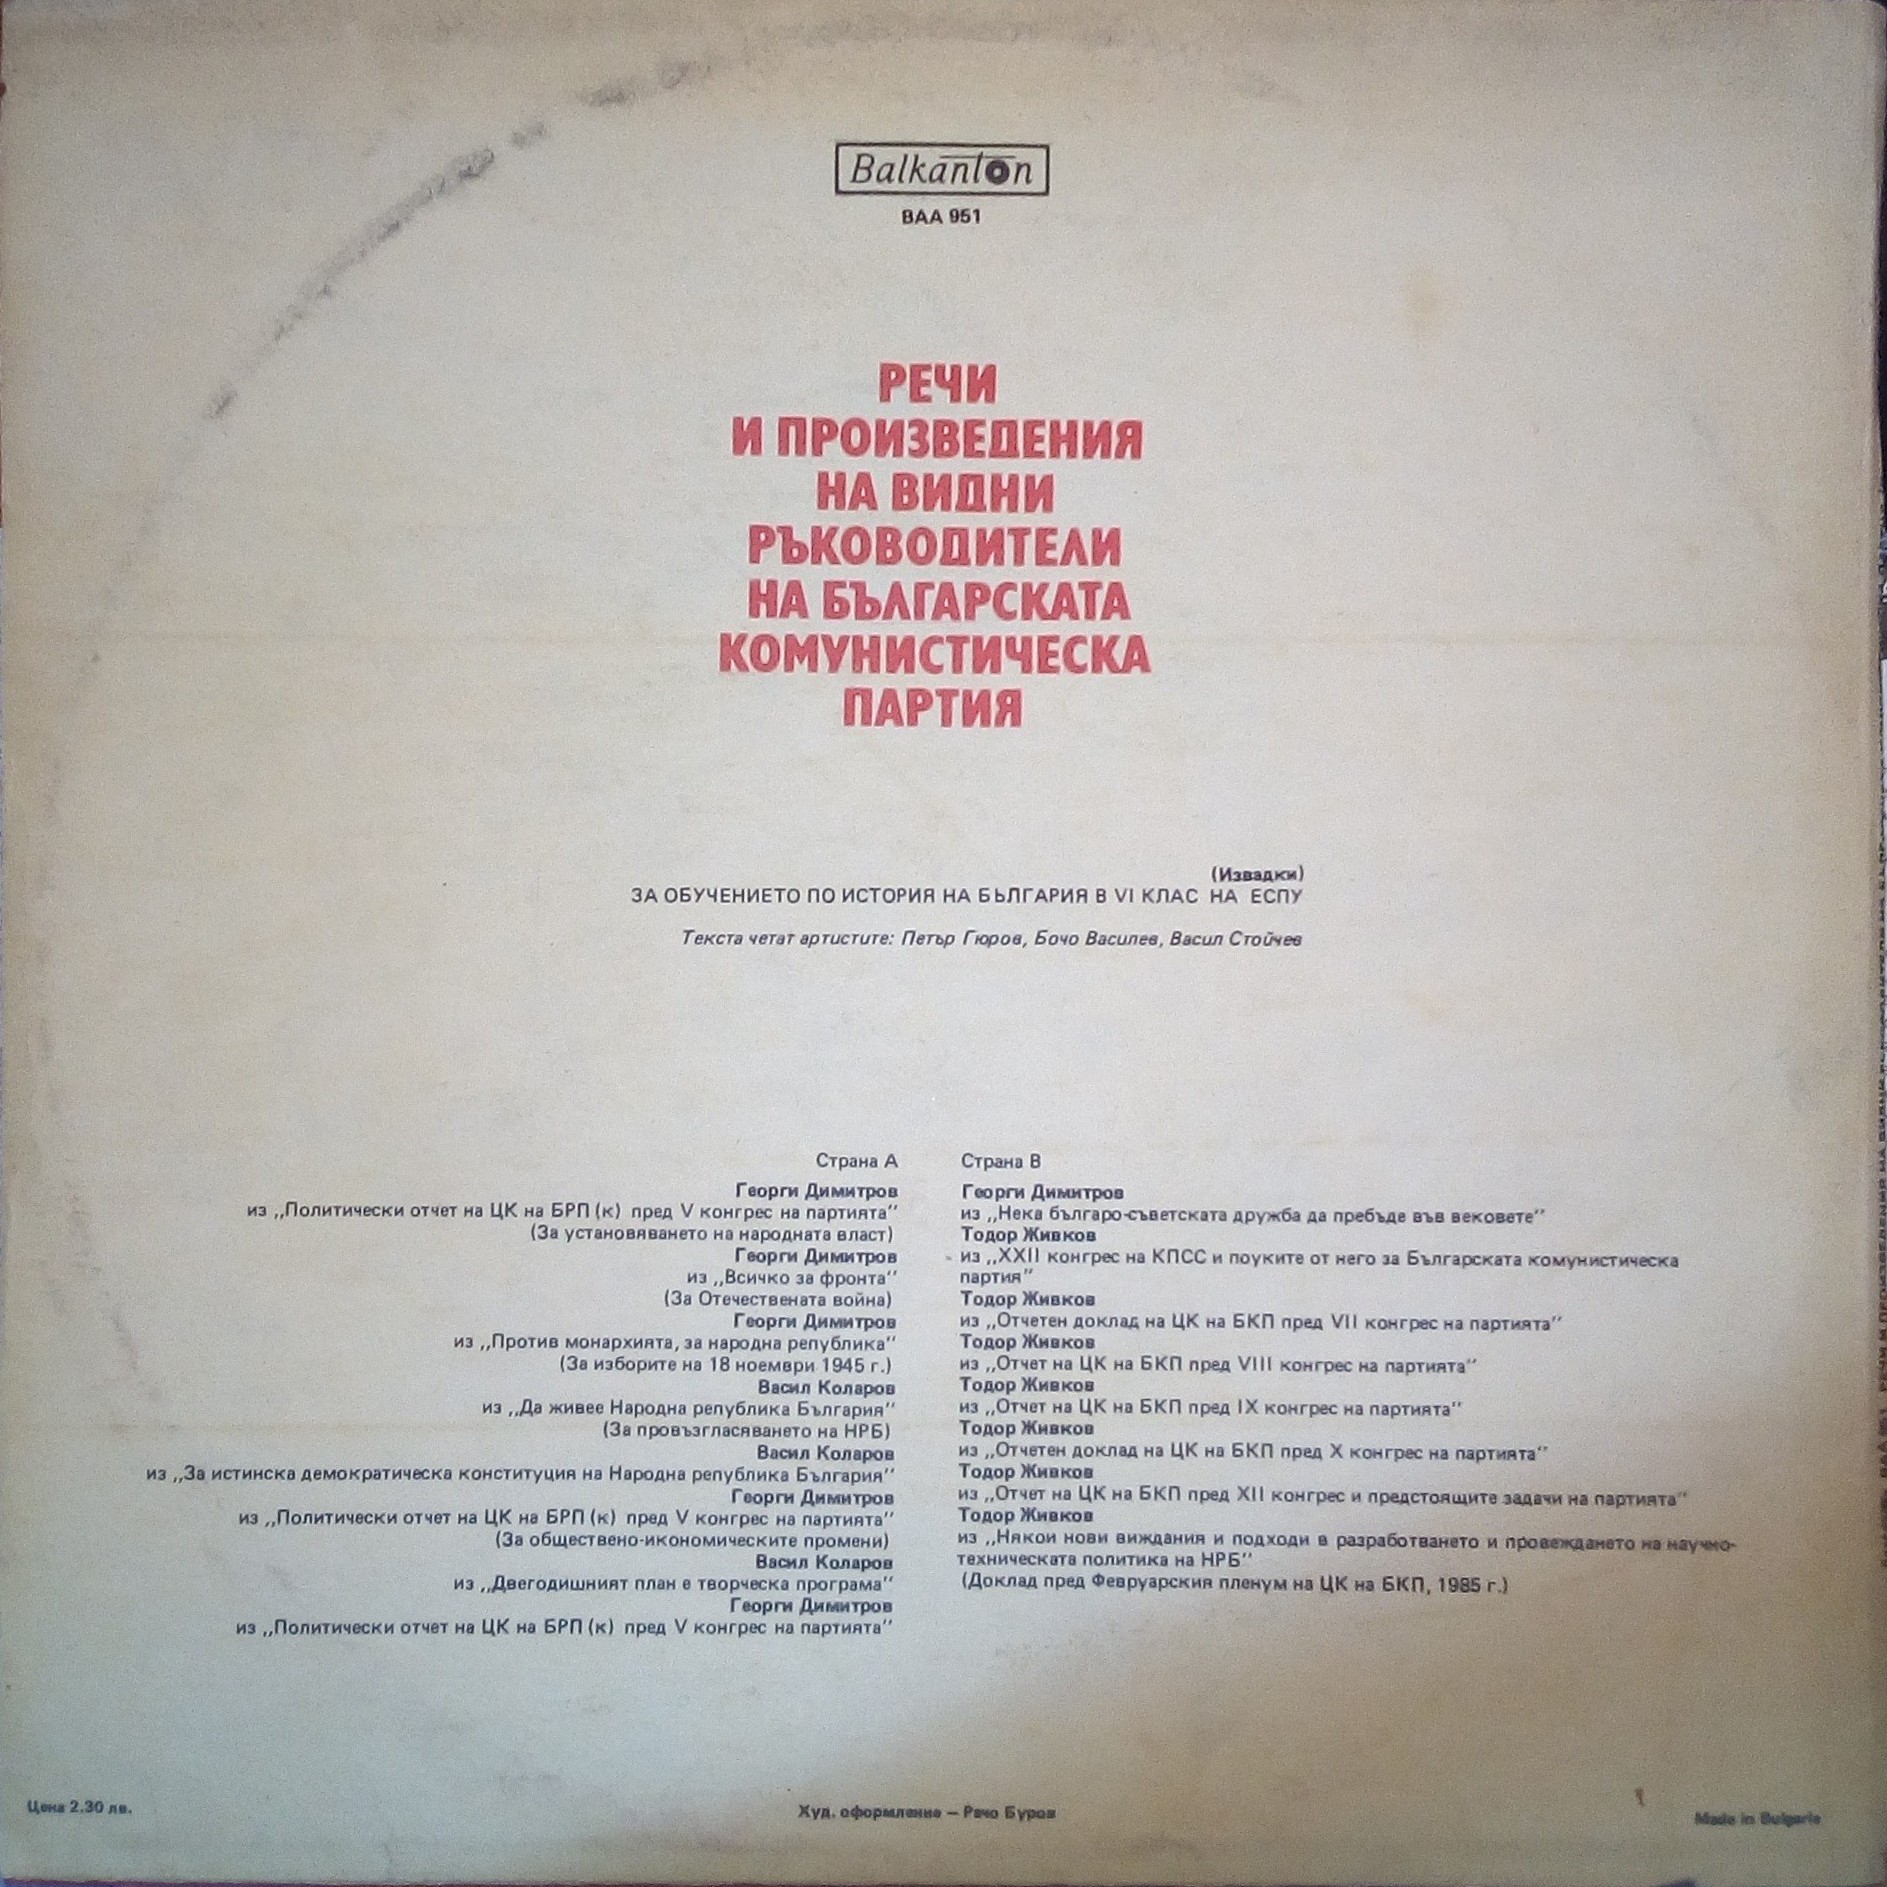 Balkanton
ВАА 951
РЕЧИ
И ПРОИЗВЕДЕНИЯ
НА ВИДНИ
РЪКОВОДИТЕЛИ
НА БЪЛГАРСКАТА
КОМУНИСТИЧЕСКА
ПАРТИЯ
(Извадки)
ЗА ОБУЧЕНИЕТО ПО ИСТОРИЯ НА БЪЛГАРИЯ В VI КЛАС НА ЕСПУ
Текста четат артистите: Петър Гюров, Бочо Василев, Васил Стойчев
Страна А
Георги Димитров
из „Политически отчет на ЦК на БРП (к) пред V конгрес на партията"
(За установяването на народната власт)
Георги Димитров
из „Всичко за фронта"
(За Отечествената война)
Георги Димитров
из „Против монархията, за народна република"
(За изборите на 18 ноември 1945 г.)
Васил Коларов
из „Да живее Народна република България"
(За провъзгласяването на НРБ)
Васил Коларов
из „За истинска демократическа конституция на Народна република България"
Георги Димитров
из „Политически отчет на ЦК на БРП (к) пред V конгрес на партията"
(За обществено-икономическите промени)
Васил Коларов
из „Двегодишният план е творческа програма"
Георги Димитров
из „Политически отчет на ЦК на БРП (к) пред V конгрес на партията"
Страна В
Георги Димитров
из „Нека българо-съветската дружба да пребъде във вековете"
Тодор Живков
из „XXII конгрес на КПСС и поуките от него за Българската комунистическа
партия"
Тодор Живков
из „Отчетен доклад на ЦК на БКП пред VII конгрес на партията"
Тодор Живков
из „Отчет на ЦК на БКП пред VIII конгрес на партията"
Тодор Живков
из „Отчет на ЦК на БКП пред IX конгрес на партията"
Тодор Живков
из „Отчетен доклад на ЦК на БКП пред X конгрес на партията"
Тодор Живков
из „Отчет на ЦК на БКП пред XII конгрес и предстоящите задачи на партията"
Тодор Живков
из „Някои нови виждания и подходи в разработването и провеждането на научно-
техническата политика на НРБ"
(Доклад пред Февруарския пленум на ЦК на БКП, 1985 г.)
Цена 2.30 лв.
Худ. оформление — Рачо Буров
Made in Bulgaria